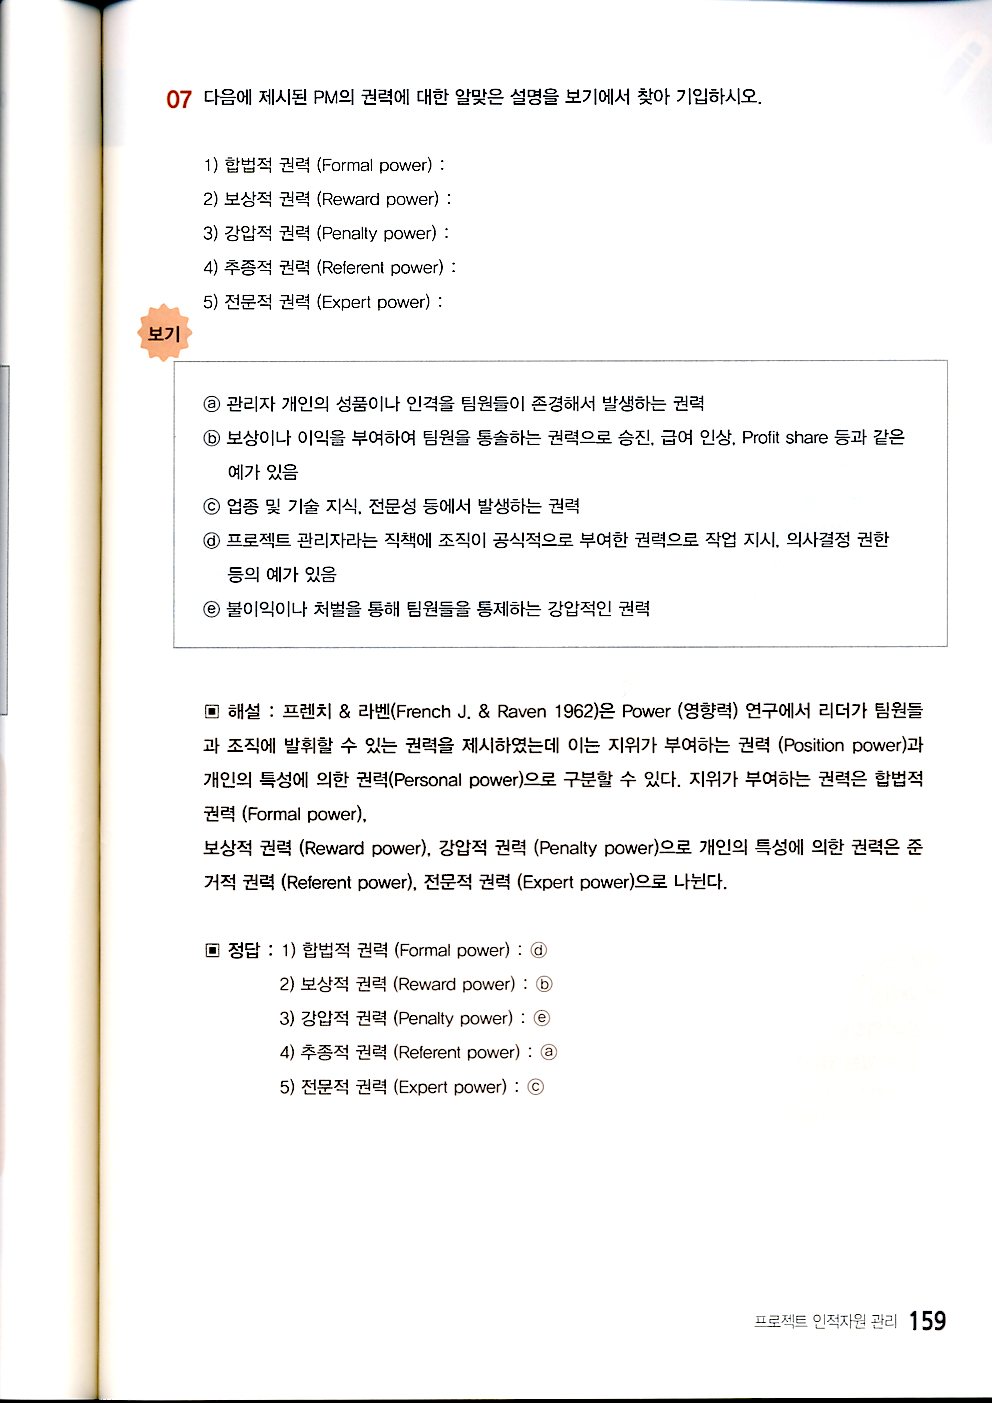 07 다음에 제시된 PM의 권력에 대한 알맞은 설명을 보기에서 찾아 기입하시오.
1) 합법적 권력 (Formal power) :
2) 보상적 권력 (Reward power) :
3) 강압적 권력 (Penalty power) :
4) 추종적 권력 (Referent power) :
5) 전문적 권력 (Expert power) :
보기
ⓐ 관리자 개인의 성품이나 인격을 팀원들이 존경해서 발생하는 권력
ⓑ 보상이나 이익을 부여하여 팀원을 통솔하는 권력으로 승진, 급여 인상, Profit share 등과 같은
예가 있음
ⓒ 업종 및 기술 지식, 전문성 등에서 발생하는 권력
ⓓ 프로젝트 관리자라는 직책에 조직이 공식적으로 부여한 권력으로 작업 지시, 의사결정 권한
등의 예가 있음
ⓔ 불이익이나 처벌을 통해 팀원들을 통제하는 강압적인 권력
▣ 해설 : 프렌치 & 라벤(French J. & Raven 1962)은 Power (영향력) 연구에서 리더가 팀원들
과 조직에 발휘할 수 있는 권력을 제시하였는데 이는 지위가 부여하는 권력 (Position power)과
개인의 특성에 의한 권력(Personal power)으로 구분할 수 있다. 지위가 부여하는 권력은 합법적
권력 (Formal power),
보상적 권력 (Reward power), 강압적 권력 (Penalty power)으로 개인의 특성에 의한 권력은 준
거적 권력 (Referent power), 전문적 권력 (Expert power)으로 나뉜다.
▣ 정답 : 1) 합법적 권력 (Formal power) : ⓓ
2) 보상적 권력 (Reward power) : ⓑ
3) 강압적 권력 (Penalty power) : ⓔ
4) 추종적 권력 (Referent power) : ⓐ
5) 전문적 권력 (Expert power) : ⓒ
프로젝트 인적자원 관리 159